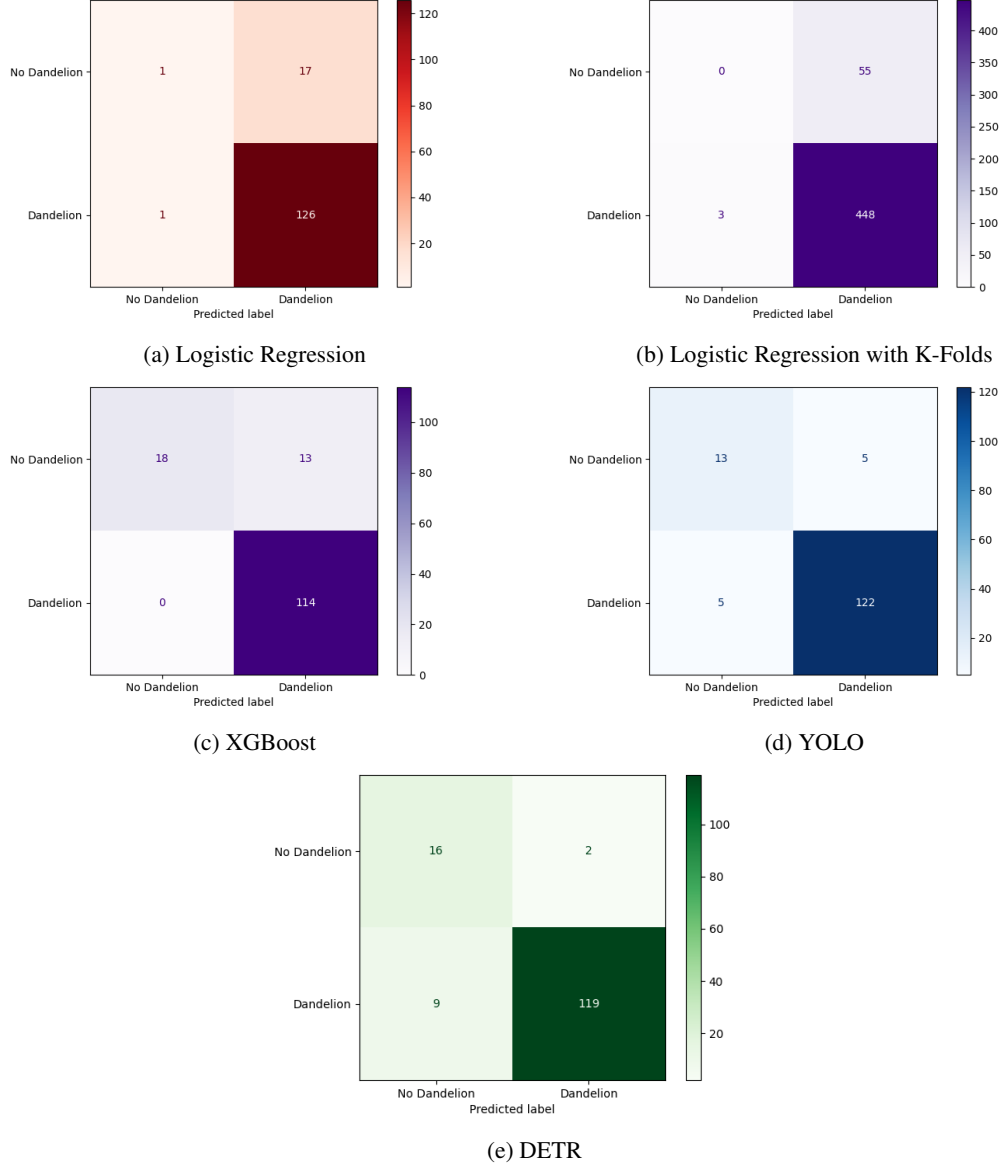 120
100
80
60
40
20
No Dandelion
1
17
Dandelion
1
126
No Dandelion
Dandelion
Predicted label
(a) Logistic Regression
400
350
300
250
200
150
100
50
0
No Dandelion
0
55
Dandelion
3
448
No Dandelion
Dandelion
Predicted label
(b) Logistic Regression with K-Folds
100
80
60
40
20
0
No Dandelion
18
13
Dandelion
0
114
No Dandelion
Dandelion
Predicted label
(c) XGBoost
120
100
80
60
40
20
No Dandelion
13
5
Dandelion
5
122
No Dandelion
Dandelion
Predicted label
(d) YOLO
100
80
60
40
20
No Dandelion
16
2
Dandelion
9
119
No Dandelion
Dandelion
Predicted label
(e) DETR